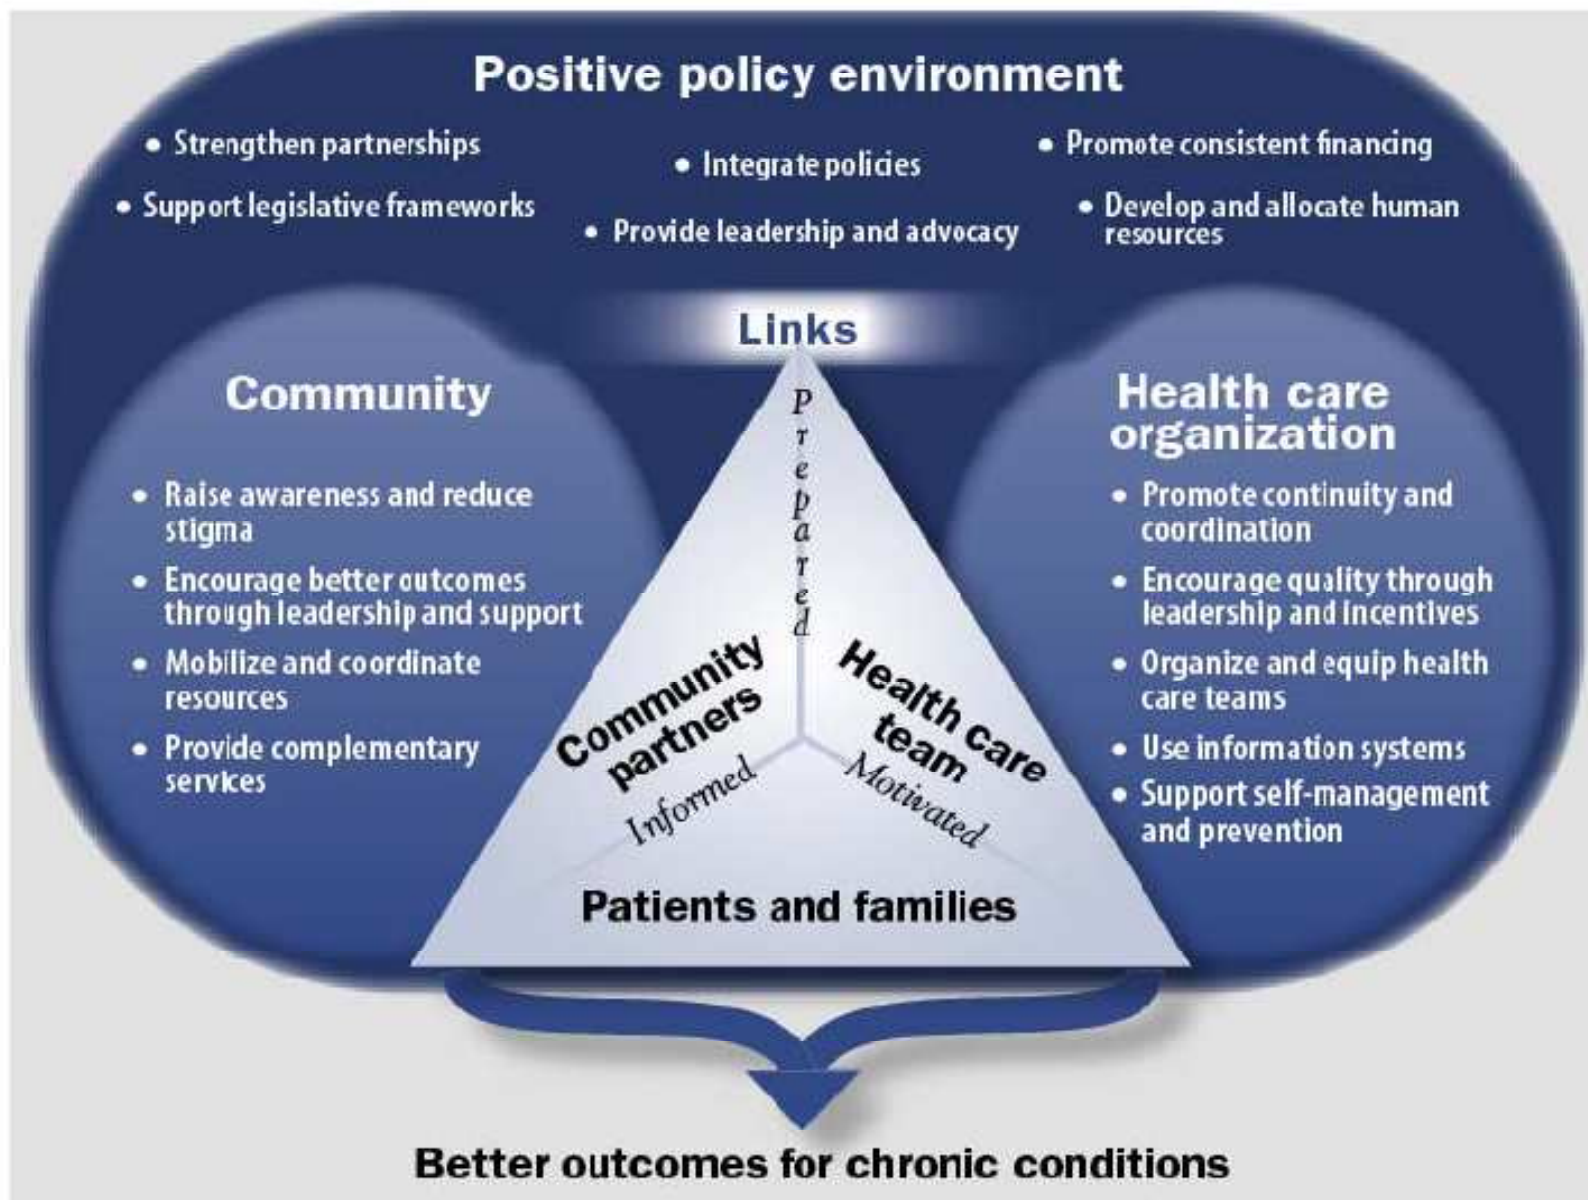 Positive policy environment
• Strengthen partnerships
• Support legislative frameworks
• Integrate policies
• Provide leadership and advocacy
• Promote consistent financing
• Develop and allocate human
resources
Links
Community
• Raise awareness and reduce
stigma
• Encourage better outcomes
through leadership and support
• Mobilize and coordinate
resources
• Provide complementary
services
Prepared
Community
partners
Informed
Health care
team
Motivated
Patients and families
Health care
organization
• Promote continuity and
coordination
• Encourage quality through
leadership and incentives
• Organize and equip health
care teams
• Use information systems
• Support self-management
and prevention
Better outcomes for chronic conditions